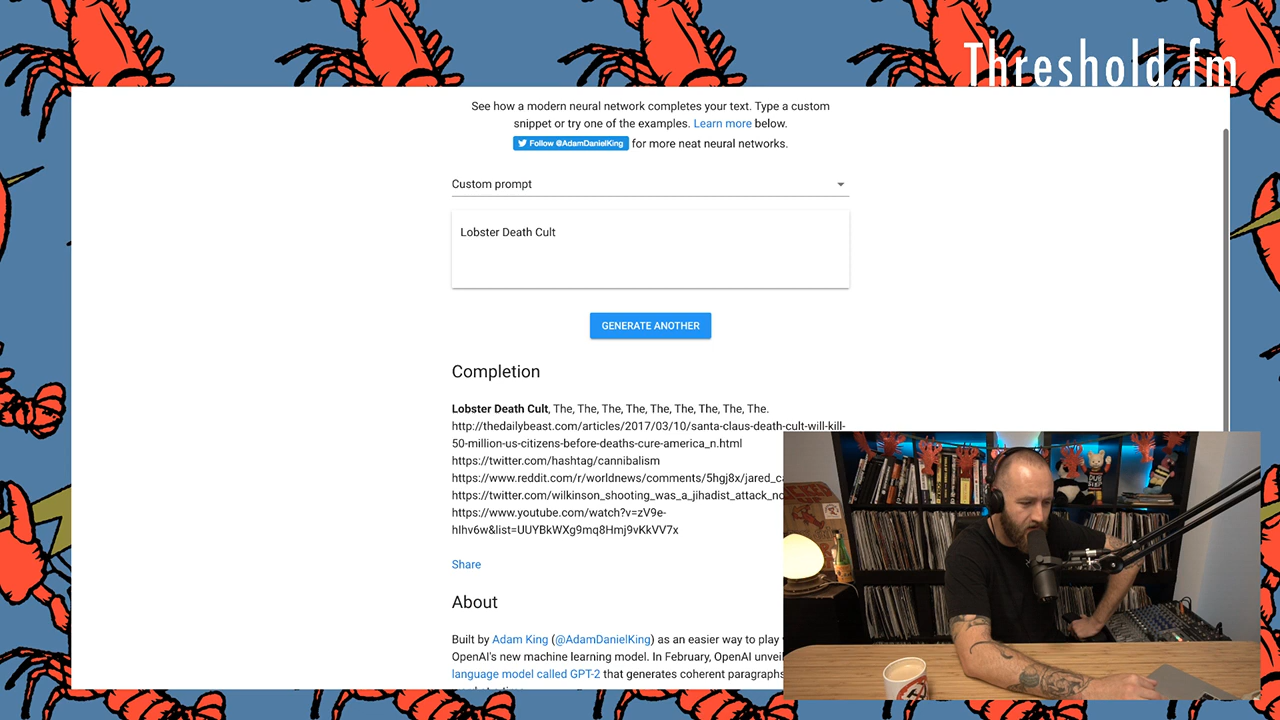 Threshold.fm
See how a modern neural network completes your text. Type a custom
snippet or try one of the examples. Learn more below.
Follow @AdamDanielKing for more neat neural networks.
Custom prompt
Lobster Death Cult
GENERATE ANOTHER
Completion
Lobster Death Cult, The, The, The, The, The, The, The, The, The.
http://thedailybeast.com/articles/2017/03/10/santa-claus-death-cult-will-kill-
50-million-us-citizens-before-deaths-cure-america_n.html
https://twitter.com/hashtag/cannibalism
https://www.reddit.com/r/worldnews/comments/5hgj8x/jared_ca
https://twitter.com/wilkinson_shooting_was_a_jihadist_attack_no
https://www.youtube.com/watch?v=zV9e-
hIhv6w&list=UUYBkWXg9mq8Hmj9vKkVV7x
Share
About
Built by Adam King (@AdamDanielKing) as an easier way to play
OpenAI's new machine learning model. In February, OpenAI unveil
language model called GPT-2 that generates coherent paragraphs